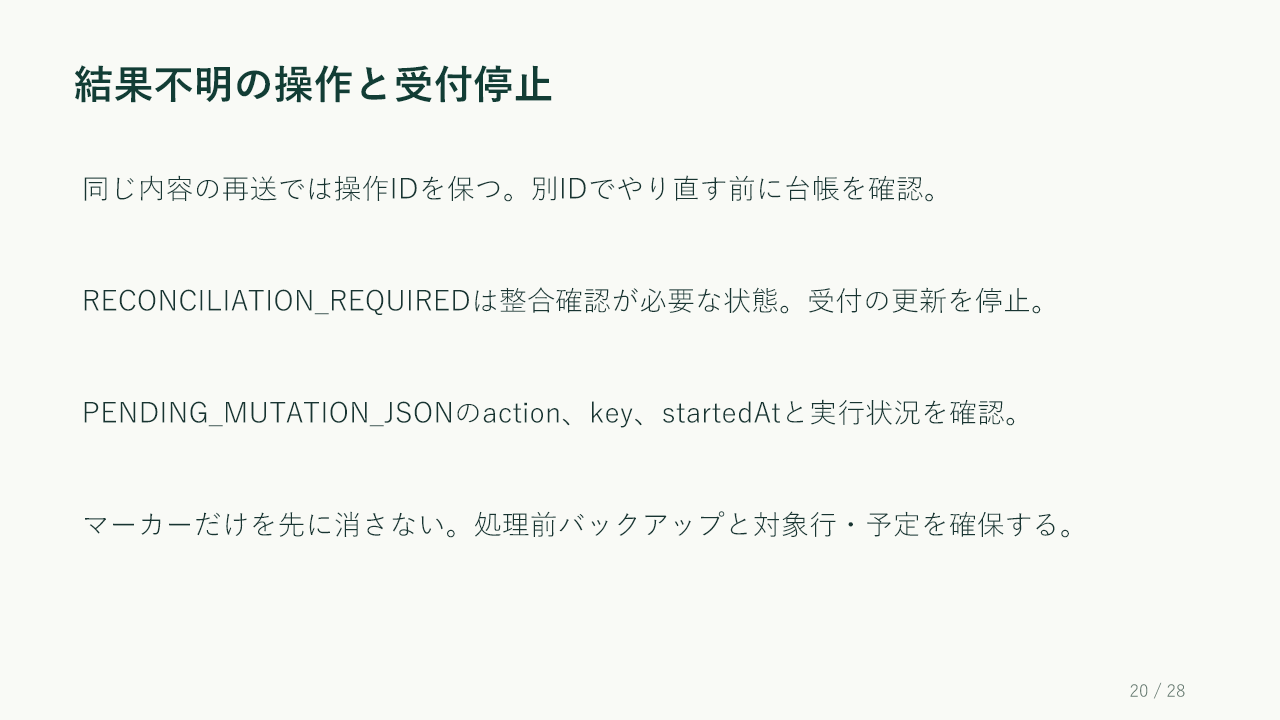 結果不明の操作と受付停止
同じ内容の再送では操作IDを保つ。別IDでやり直す前に台帳を確認。
RECONCILIATION_REQUIREDは整合確認が必要な状態。受付の更新を停止。
PENDING_MUTATION_JSONのaction、key、startedAtと実行状況を確認。
マーカーだけを先に消さない。処理前バックアップと対象行・予定を確保する。
20 / 28